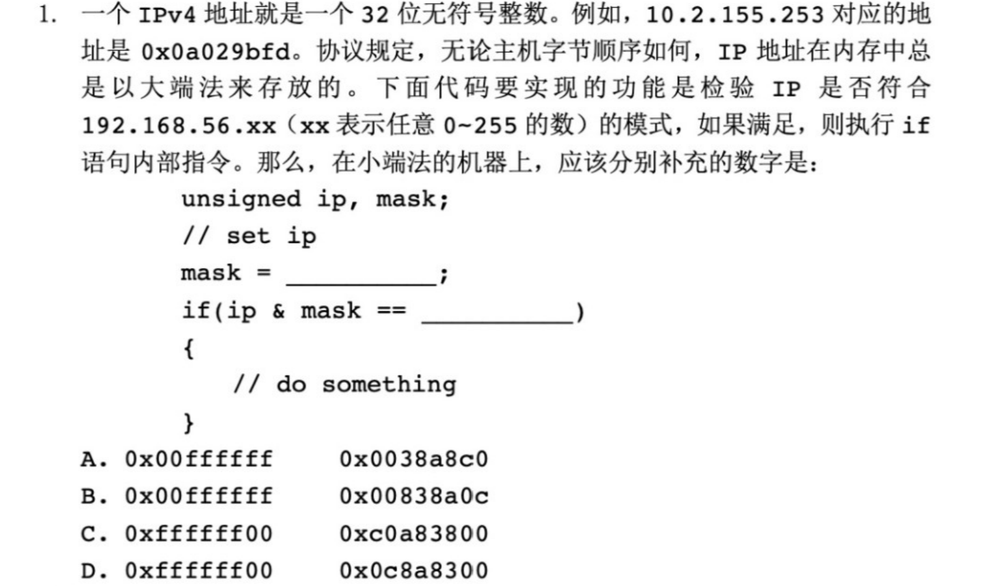 1. 一个 IPv4 地址就是一个 32 位无符号整数。例如，10.2.155.253 对应的地
址是 0x0a029bfd。协议规定，无论主机字节顺序如何，IP 地址在内存中总
是以大端法来存放的。下面代码要实现的功能是检验 IP 是否符合
192.168.56.xx（xx 表示任意 0~255 的数）的模式，如果满足，则执行 if
语句内部指令。那么，在小端法的机器上，应该分别补充的数字是：
unsigned ip, mask;
// set ip
mask = __________;
if(ip & mask == __________)
{
// do something
}
A. 0x00ffffff 0x0038a8c0
B. 0x00ffffff 0x00838a0c
C. 0xffffff00 0xc0a83800
D. 0xffffff00 0x0c8a8300